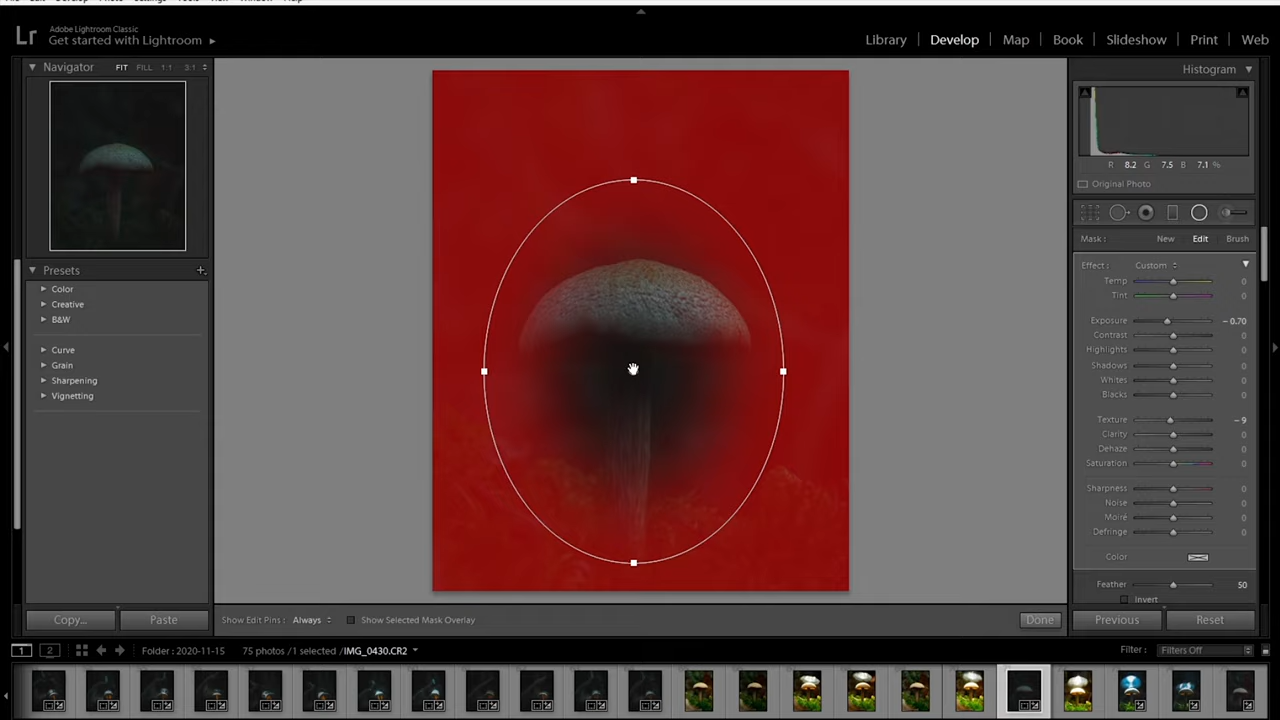 Adobe Lightroom Classic
Get started with Lightroom
Lr
Library Develop Map Book Slideshow Print Web
Navigator FIT FILL 1:1 3:1
Histogram
R 8.2 G 7.5 B 7.1 %
Original Photo
Mask : New Edit Brush
Effect : Custom
Presets
Color
Creative
B&W
Curve
Grain
Sharpening
Vignetting
Temp 0
Tint 0
Exposure – 0.70
Contrast 0
Highlights 0
Shadows 0
Whites 0
Blacks 0
Texture – 9
Clarity 0
Dehaze 0
Saturation 0
Sharpness 0
Noise 0
Moiré 0
Defringe 0
Color
Feather 50
Invert
Copy... Paste
Show Edit Pins : Always Show Selected Mask Overlay Done
Previous Reset
1 2 Folder : 2020-11-15 75 photos /1 selected /IMG_0430.CR2
Filter : Filters Off